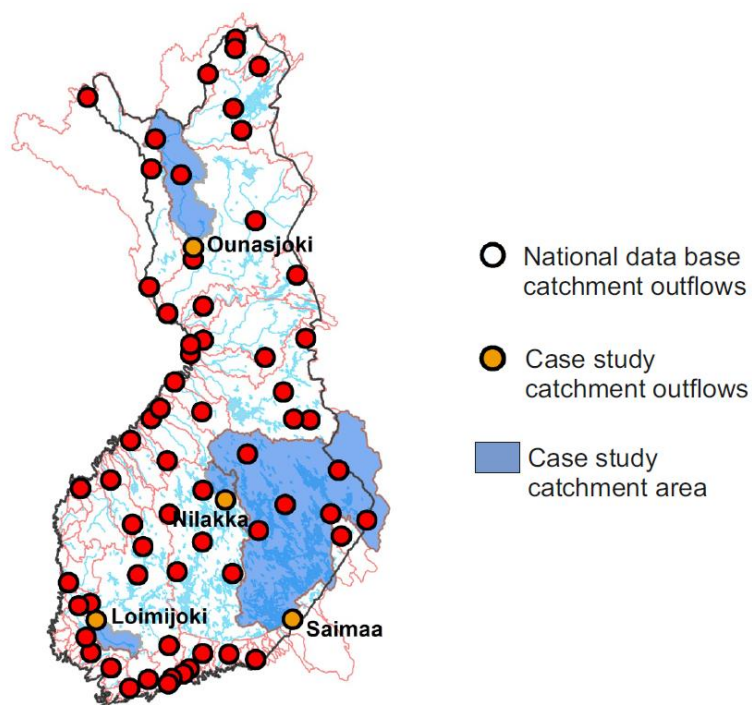 Ounasjoki
National data base
catchment outflows
Case study
catchment outflows
Case study
catchment area
Nilakka
Loimijoki
Saimaa